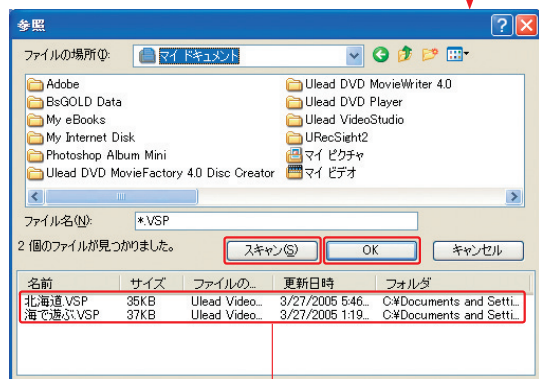 参照
ファイルの場所(I): マイ ドキュメント
Adobe
BsGOLD Data
My eBooks
My Internet Disk
Photoshop Album Mini
Ulead DVD MovieFactory 4.0 Disc Creator
Ulead DVD MovieWriter 4.0
Ulead DVD Player
Ulead VideoStudio
URecSight2
マイ ピクチャ
マイ ビデオ
ファイル名(N): *.VSP
2 個のファイルが見つかりました。 スキャン(S) OK キャンセル
名前 サイズ ファイルの... 更新日時 フォルダ
北海道.VSP 35KB Ulead Video... 3/27/2005 5:46... C:¥Documents and Setti...
海で遊ぶ.VSP 37KB Ulead Video... 3/27/2005 1:19... C:¥Documents and Setti...